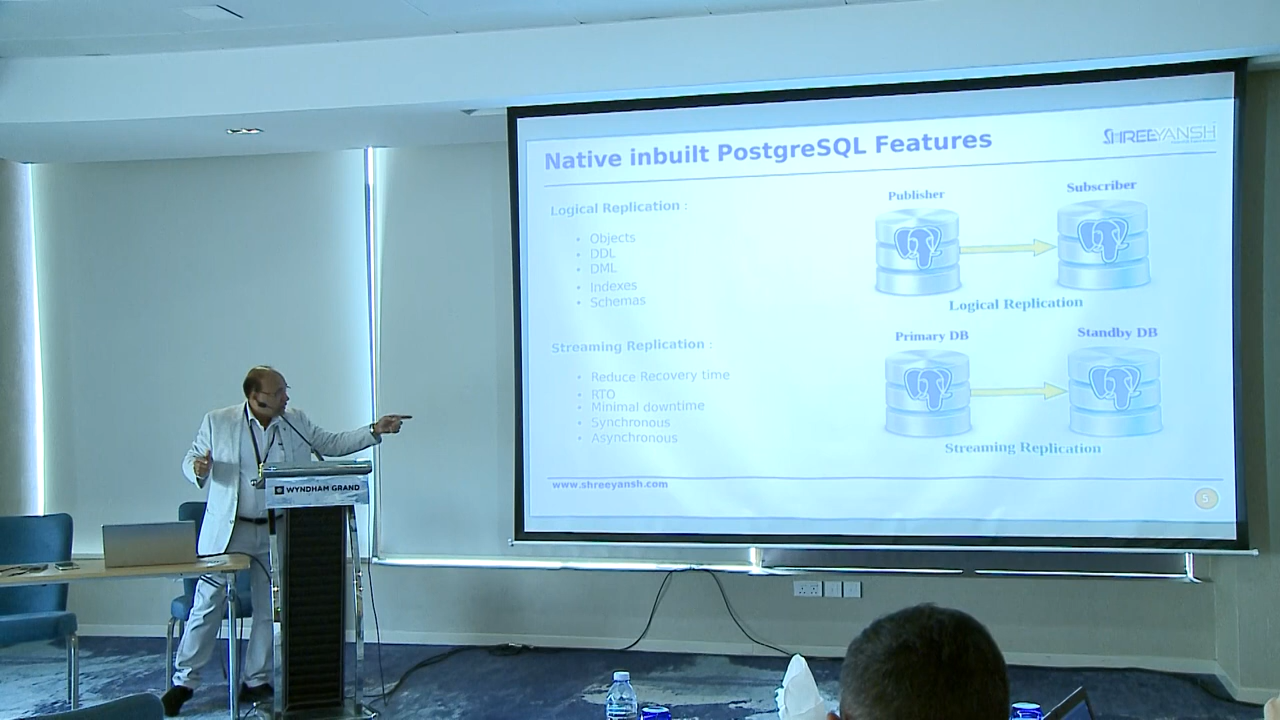 Native inbuilt PostgreSQL Features
SHREEYANSH
Logical Replication :
• Objects
• DDL
• DML
• Indexes
• Schemas
Publisher
Subscriber
Logical Replication
Streaming Replication :
• Reduce Recovery time
• RTO
• Minimal downtime
• Synchronous
• Asynchronous
Primary DB
Standby DB
Streaming Replication
www.shreeyansh.com
5
WYNDHAM GRAND